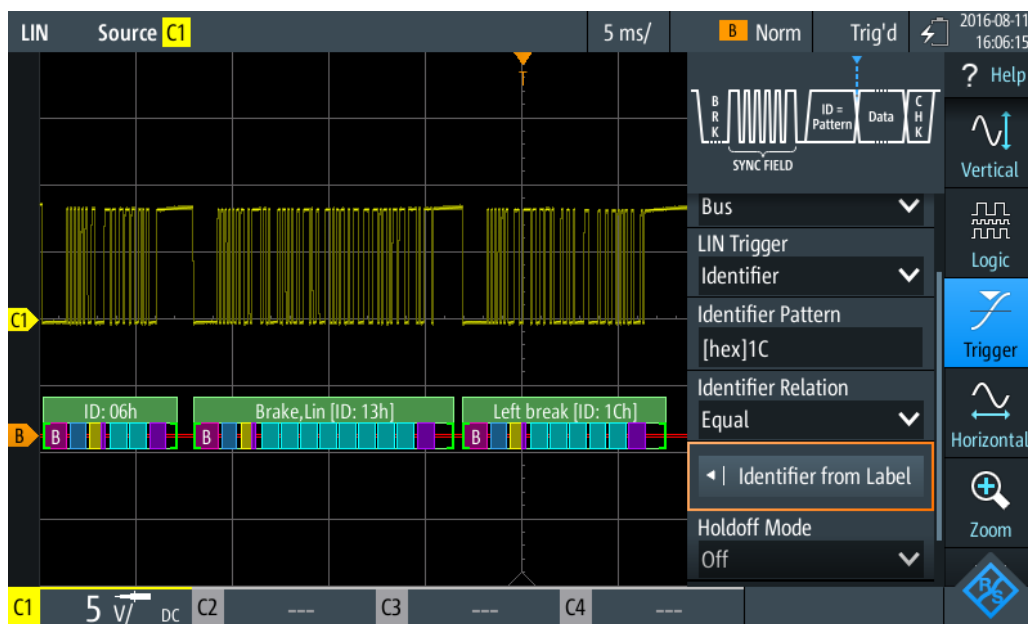 LIN Source C1 5 ms/ B Norm Trig'd 2016-08-11
16:06:15
? Help
T
BRK ID = Pattern Data CHK
SYNC FIELD
Vertical
Bus
LIN Trigger
Identifier
Logic
C1
Identifier Pattern
[hex]1C
Trigger
Identifier Relation
Equal
ID: 06h Brake,Lin [ID: 13h] Left break [ID: 1Ch]
B B B B
Horizontal
Identifier from Label
Holdoff Mode
Off
Zoom
R&S
C1 5 V/ DC C2 --- C3 --- C4 ---